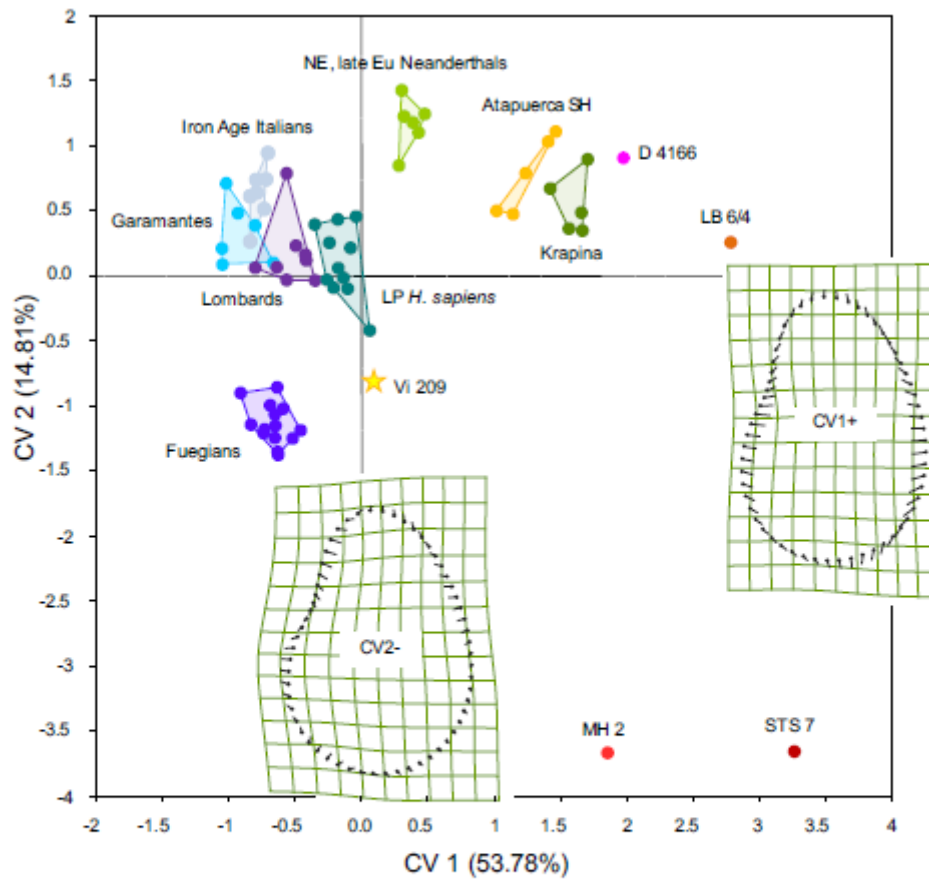 2
NE, late Eu Neanderthals
1.5
Atapuerca SH
Iron Age Italians
1
D 4166
LB 6/4
Garamantes
0.5
Krapina
0.0
Lombards
LP H. sapiens
-0.5
Vi 209
-1
CV1+
Fuegians
-1.5
-2
-2.5
CV2-
-3
MH 2
STS 7
-3.5
-4
-2 -1.5 -1 -0.5 0.0 0.5 1 1.5 2 2.5 3 3.5 4
CV 1 (53.78%)
CV 2 (14.81%)